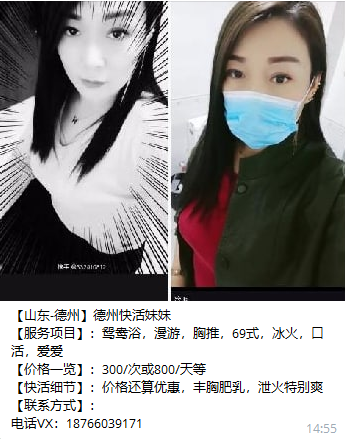 【山东-德州】德州快活妹妹
【服务项目】：鸳鸯浴，漫游，胸推，69式，冰火，口
活，爱爱
【价格一览】：300/次或800/天等
【快活细节】：价格还算优惠，丰胸肥乳，泄火特别爽
【联系方式】：
电话VX：18766039171
14:55